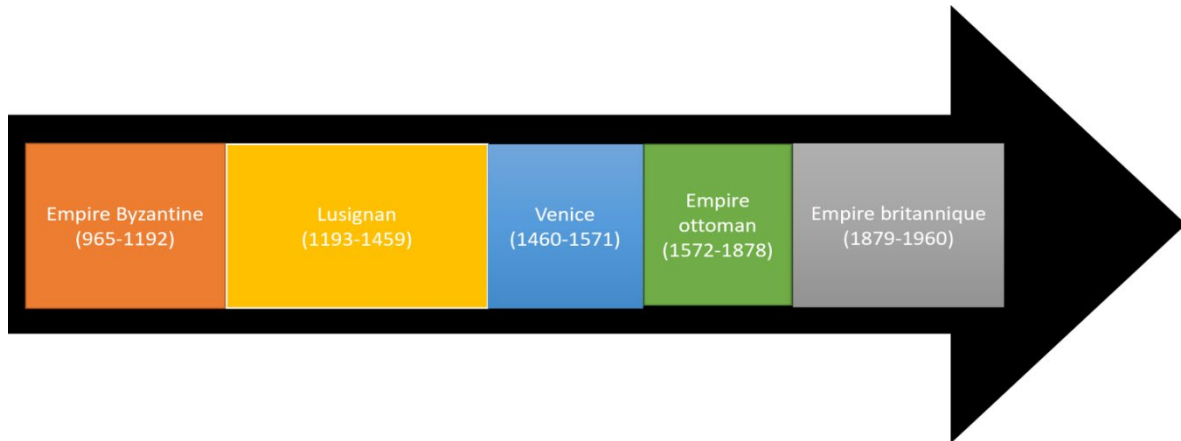 Empire Byzantine
(965-1192)
Lusignan
(1193-1459)
Venice
(1460-1571)
Empire
ottoman
(1572-1878)
Empire britannique
(1879-1960)